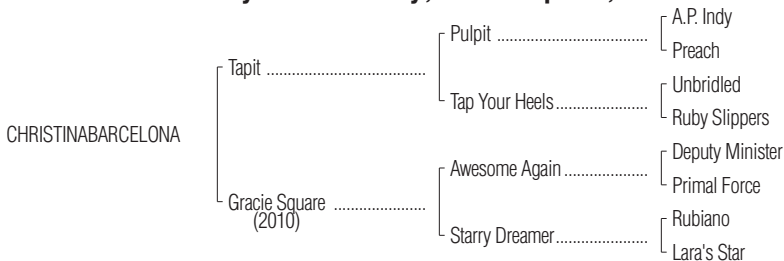 A.P. Indy
Pulpit
Preach
Tapit
Unbridled
Tap Your Heels
Ruby Slippers
CHRISTINABARCELONA
Deputy Minister
Awesome Again
Primal Force
Gracie Square
(2010)
Rubiano
Starry Dreamer
Lara's Star